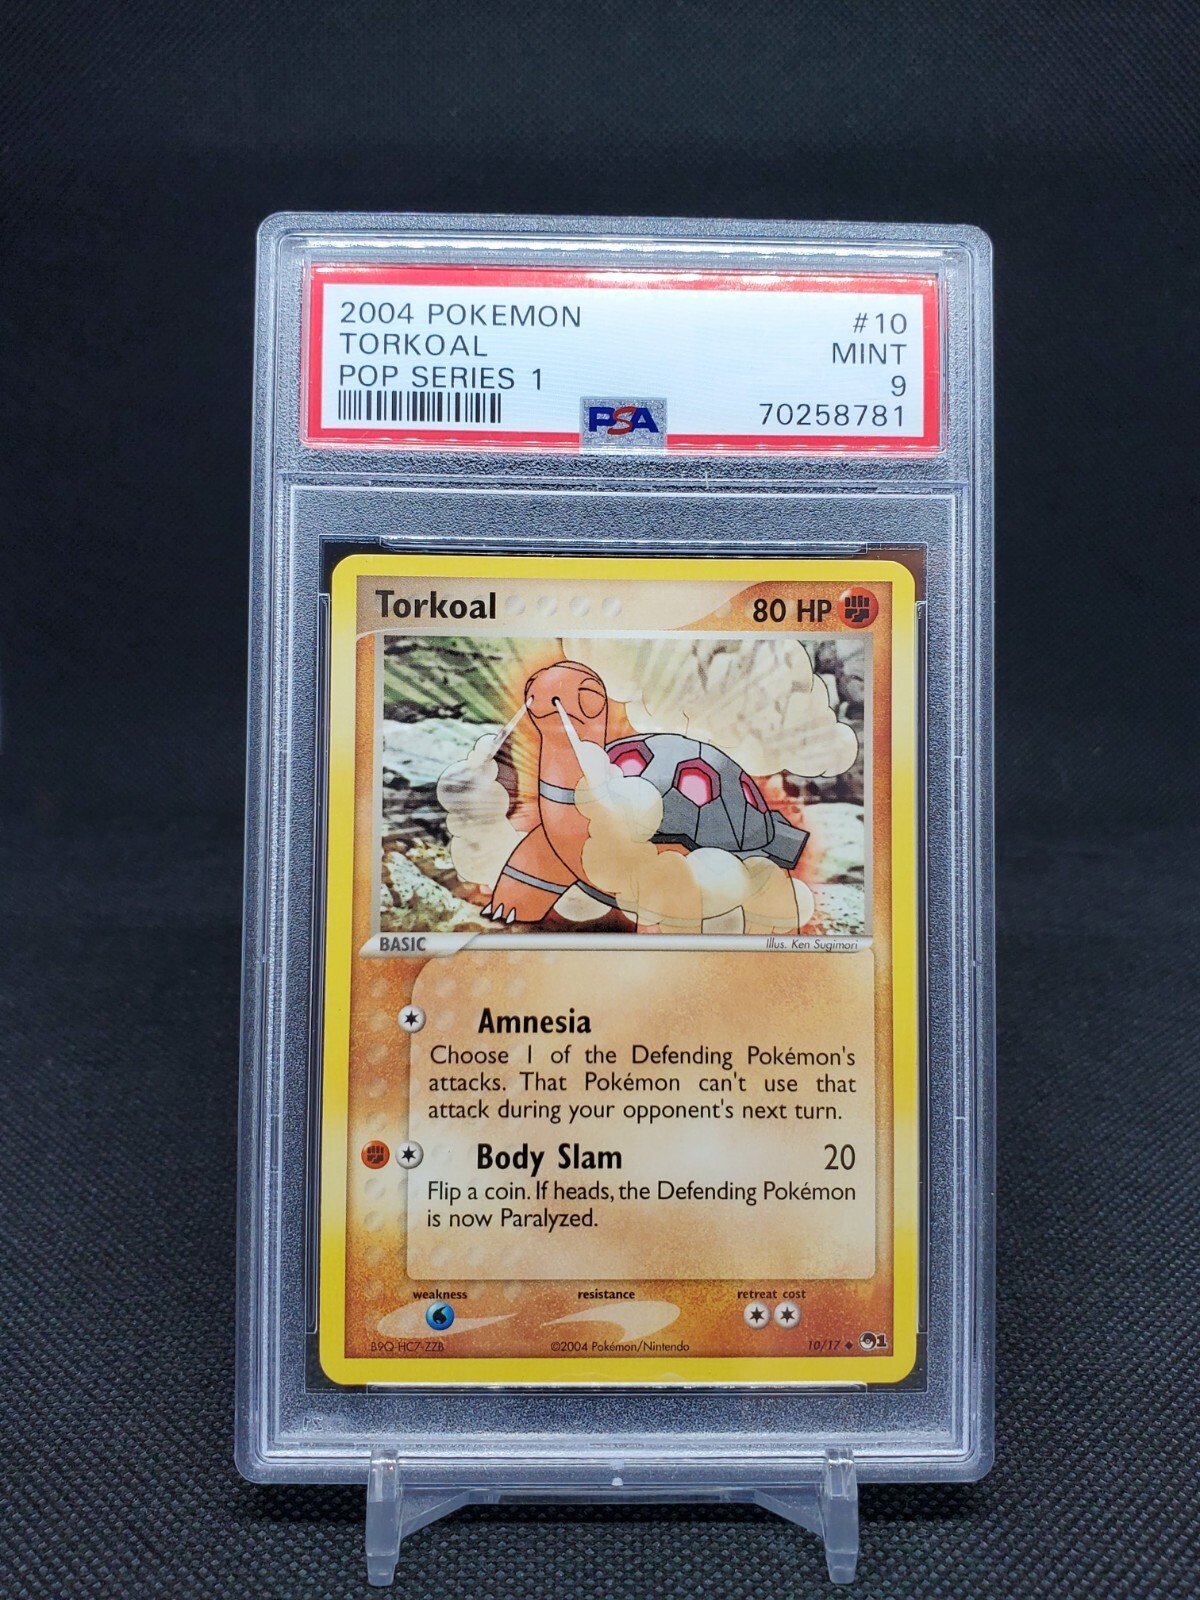 2004 POKEMON #10
TORKOAL MINT
POP SERIES 1 9
PSA 70258781
Torkoal 80 HP
BASIC Illus. Ken Sugimori
Amnesia
Choose 1 of the Defending Pokémon's
attacks. That Pokémon can't use that
attack during your opponent's next turn.
Body Slam 20
Flip a coin. If heads, the Defending Pokémon
is now Paralyzed.
weakness resistance retreat cost
B9Q-HC7-ZZB ©2004 Pokémon/Nintendo 10/17 ◆ 1